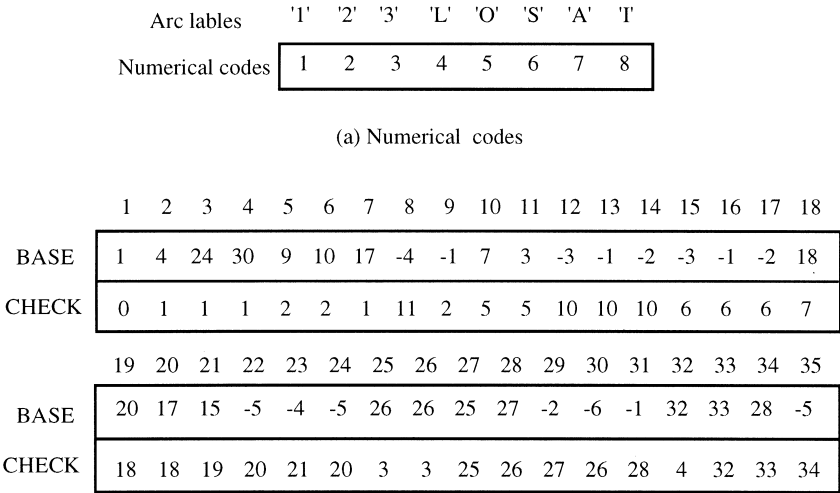 Arc lables '1' '2' '3' 'L' 'O' 'S' 'A' 'I'
Numerical codes 1 2 3 4 5 6 7 8
(a) Numerical codes
1 2 3 4 5 6 7 8 9 10 11 12 13 14 15 16 17 18
BASE 1 4 24 30 9 10 17 -4 -1 7 3 -3 -1 -2 -3 -1 -2 18
CHECK 0 1 1 1 2 2 1 11 2 5 5 10 10 10 6 6 6 7
19 20 21 22 23 24 25 26 27 28 29 30 31 32 33 34 35
BASE 20 17 15 -5 -4 -5 26 26 25 27 -2 -6 -1 32 33 28 -5
CHECK 18 18 19 20 21 20 3 3 25 26 27 26 28 4 32 33 34